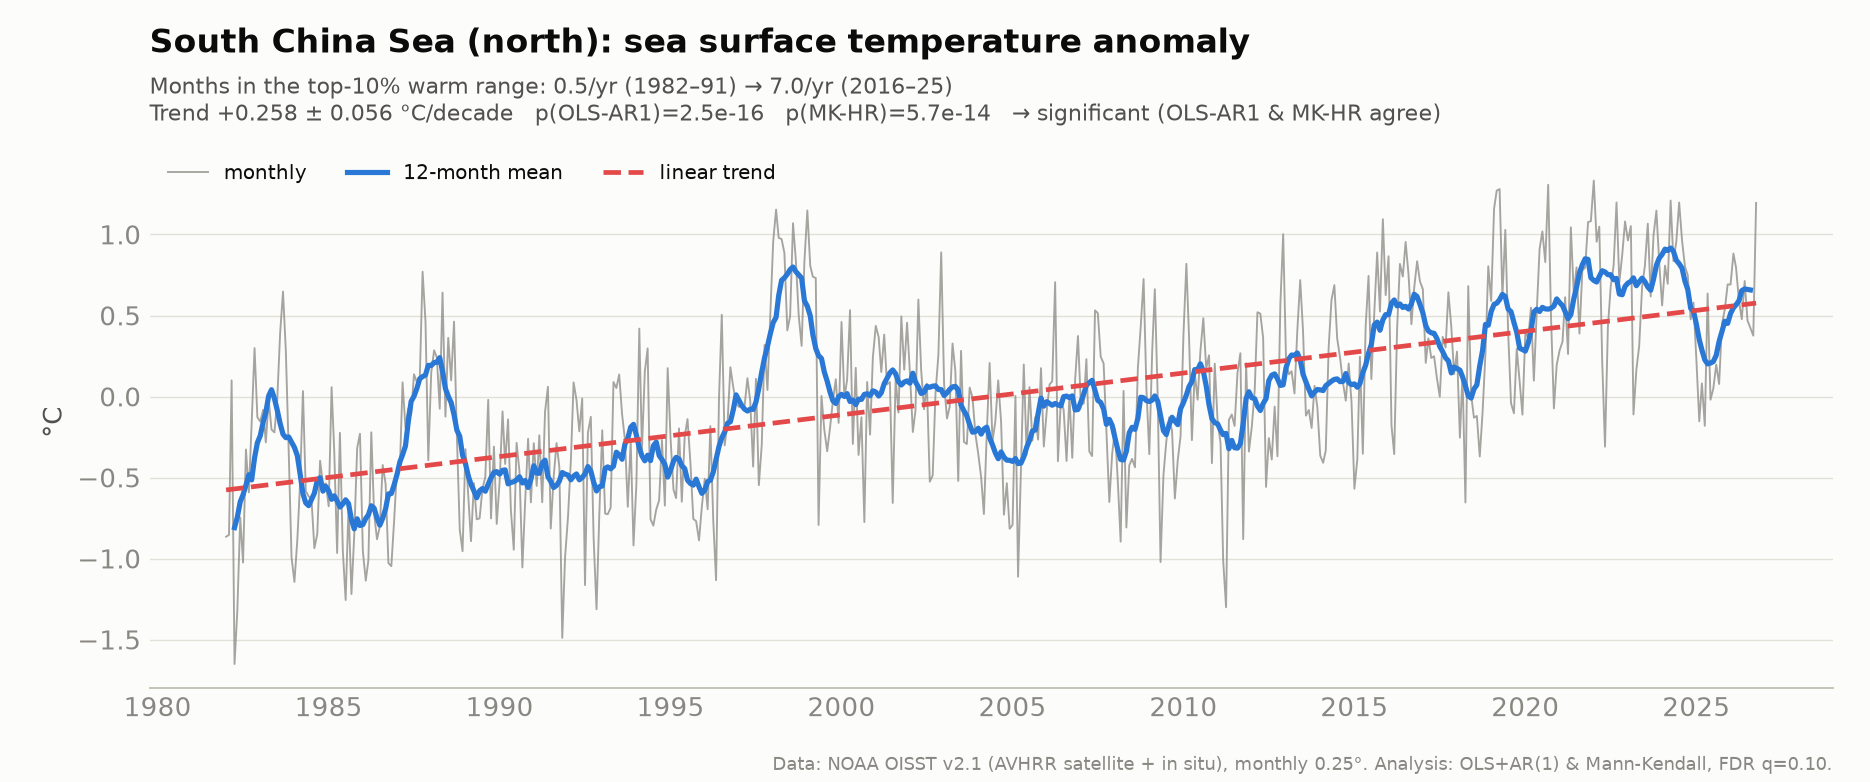 South China Sea (north): sea surface temperature anomaly
Months in the top-10% warm range: 0.5/yr (1982–91) → 7.0/yr (2016–25)
Trend +0.258 ± 0.056 °C/decade   p(OLS-AR1)=2.5e-16   p(MK-HR)=5.7e-14   → significant (OLS-AR1 & MK-HR agree)
monthly   12-month mean   linear trend
1.0
0.5
0.0
−0.5
−1.0
−1.5
°C
1980 1985 1990 1995 2000 2005 2010 2015 2020 2025
Data: NOAA OISST v2.1 (AVHRR satellite + in situ), monthly 0.25°. Analysis: OLS+AR(1) & Mann-Kendall, FDR q=0.10.